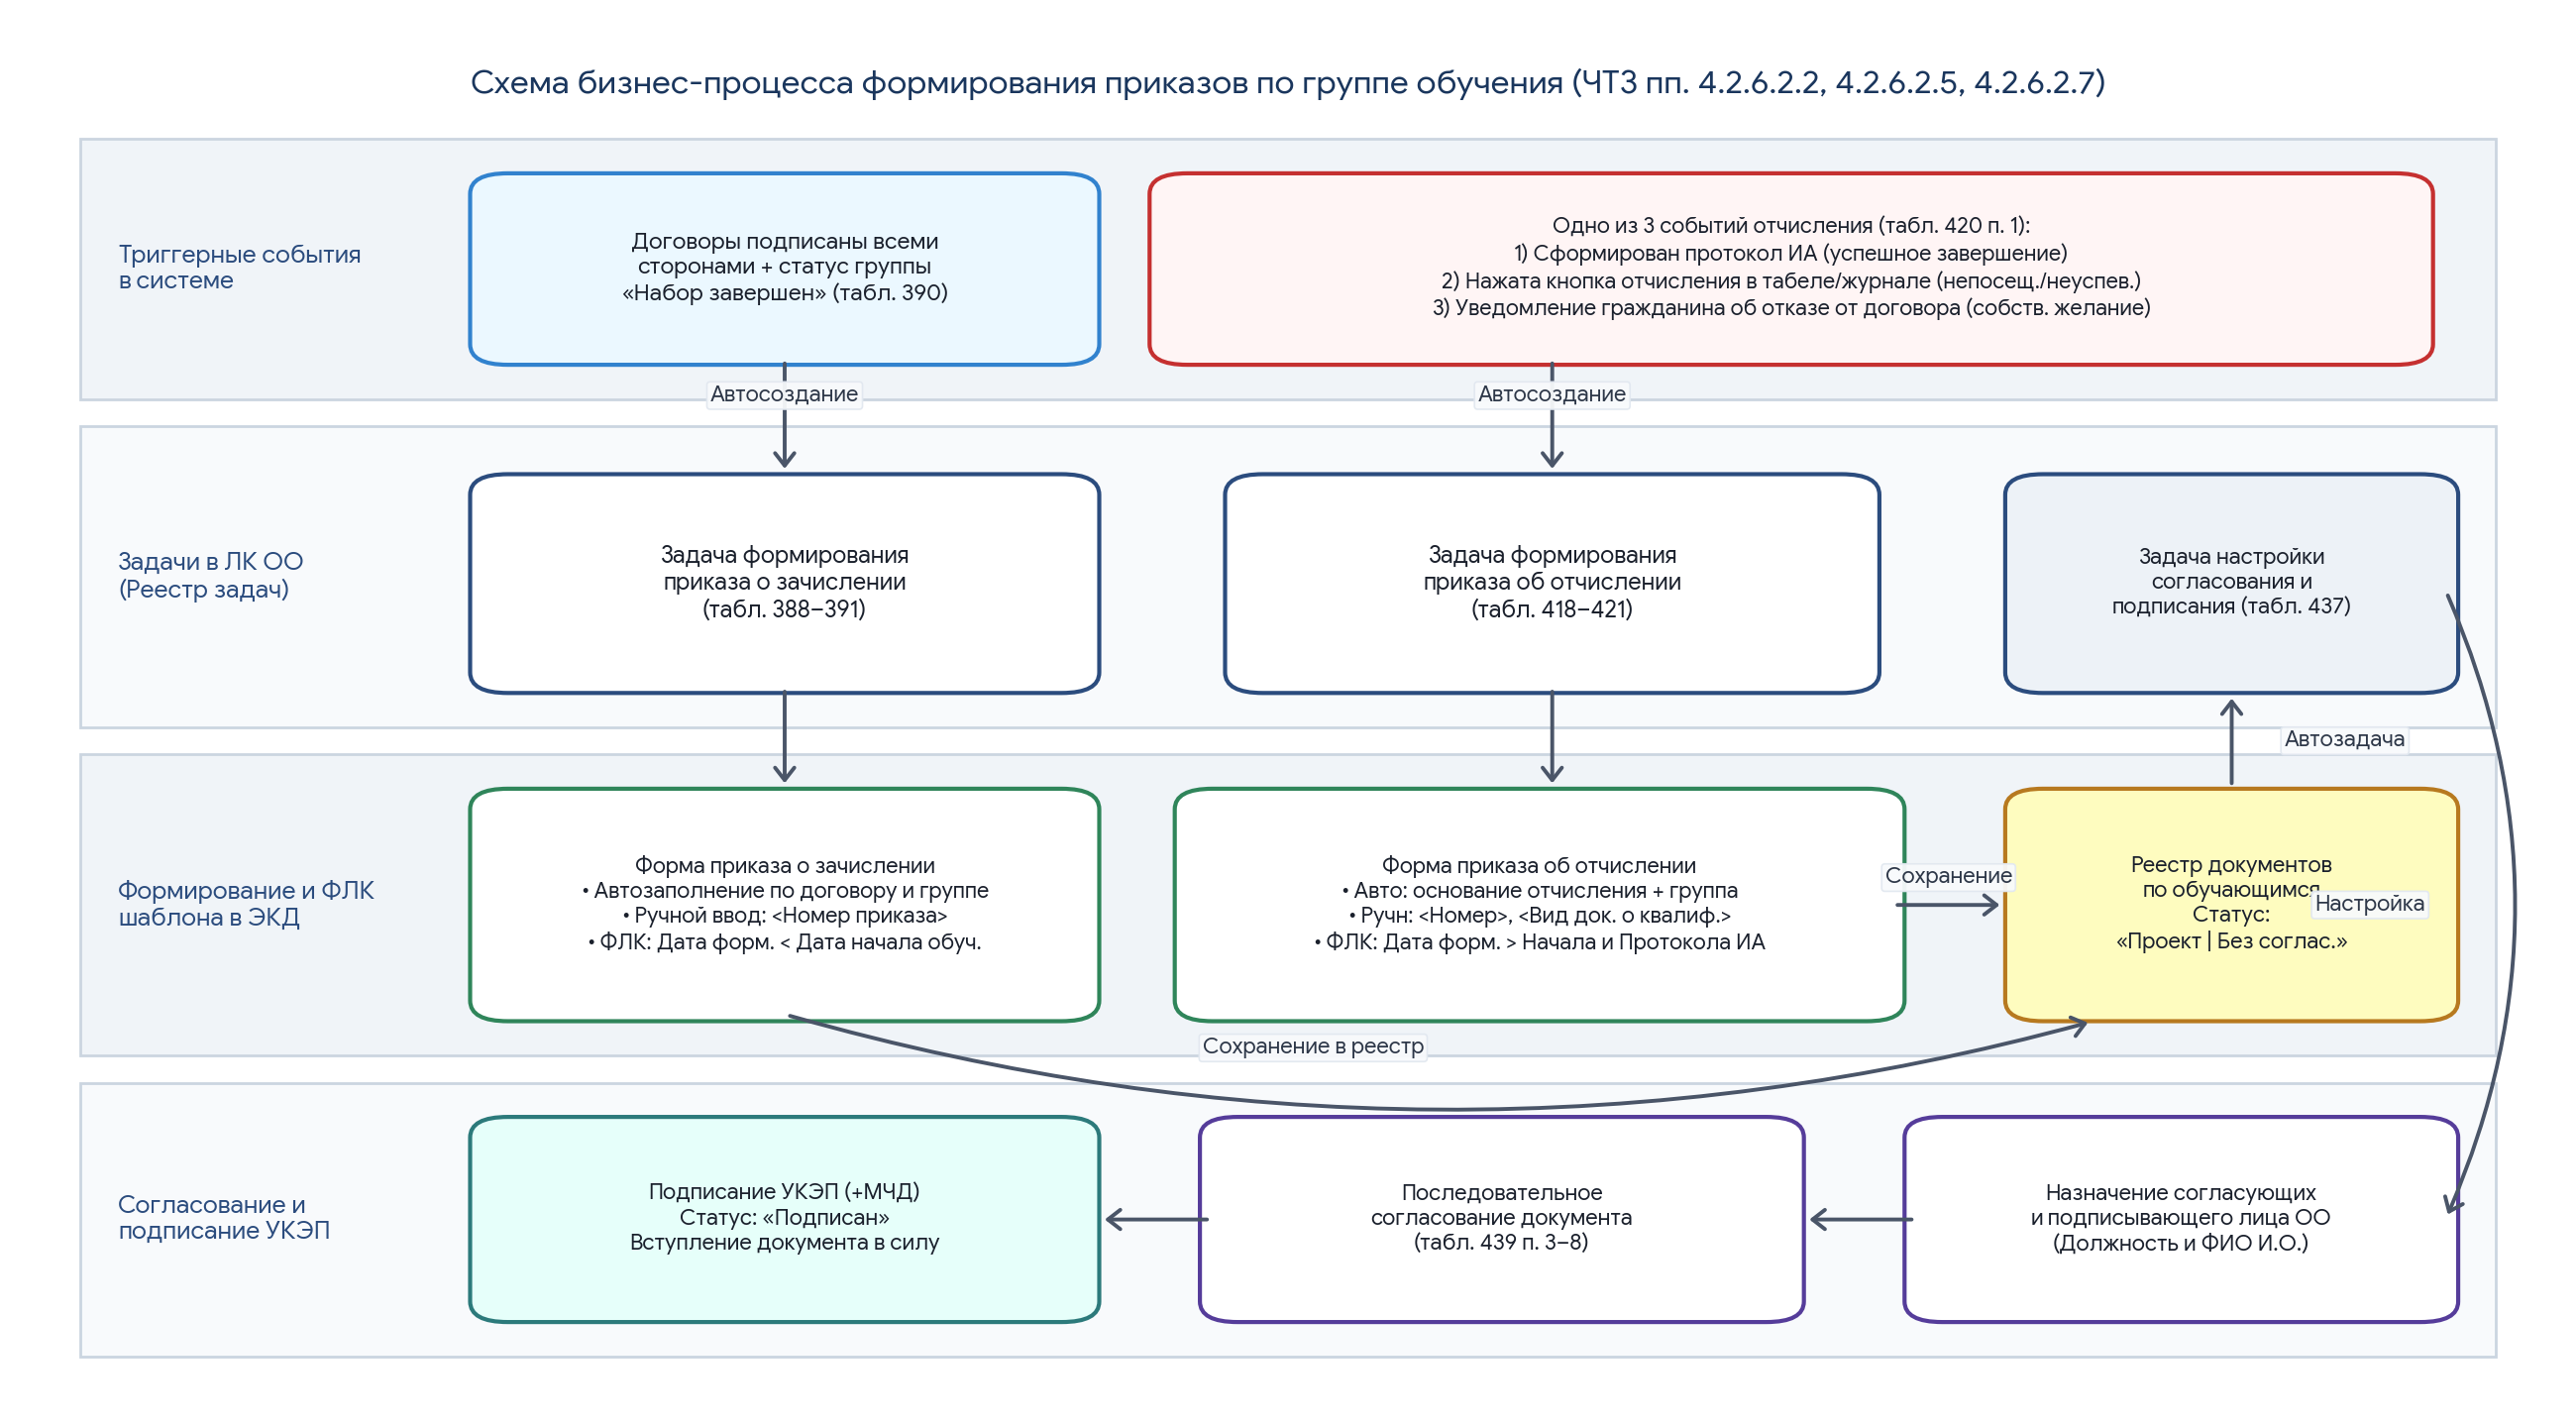 Схема бизнес-процесса формирования приказов по группе обучения (ЧТЗ пп. 4.2.6.2.2, 4.2.6.2.5, 4.2.6.2.7)
Триггерные события
в системе
Договоры подписаны всеми
сторонами + статус группы
«Набор завершен» (табл. 390)
Одно из 3 событий отчисления (табл. 420 п. 1):
1) Сформирован протокол ИА (успешное завершение)
2) Нажата кнопка отчисления в табеле/журнале (непосещ./неуспев.)
3) Уведомление гражданина об отказе от договора (собств. желание)
Автосоздание
Автосоздание
Задачи в ЛК ОО
(Реестр задач)
Задача формирования
приказа о зачислении
(табл. 388–391)
Задача формирования
приказа об отчислении
(табл. 418–421)
Задача настройки
согласования и
подписания (табл. 437)
Автозадача
Формирование и ФЛК
шаблона в ЭКД
Форма приказа о зачислении
• Автозаполнение по договору и группе
• Ручной ввод: <Номер приказа>
• ФЛК: Дата форм. < Дата начала обуч.
Форма приказа об отчислении
• Авто: основание отчисления + группа
• Ручн: <Номер>, <Вид док. о квалиф.>
• ФЛК: Дата форм. > Начала и Протокола ИА
Сохранение
Реестр документов
по обучающимся
Статус:
«Проект | Без соглас.»
Настройка
Сохранение в реестр
Согласование и
подписание УКЭП
Подписание УКЭП (+МЧД)
Статус: «Подписан»
Вступление документа в силу
Последовательное
согласование документа
(табл. 439 п. 3–8)
Назначение согласующих
и подписывающего лица ОО
(Должность и ФИО И.О.)